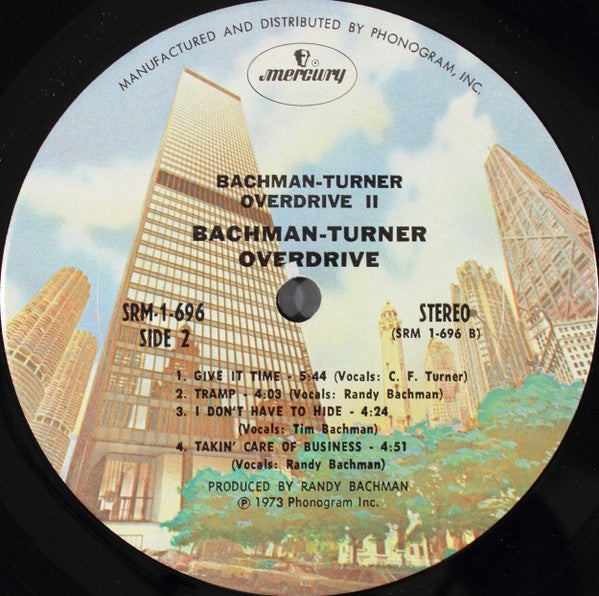 MANUFACTURED AND DISTRIBUTED BY PHONOGRAM, INC.
mercury
BACHMAN-TURNER
OVERDRIVE II
BACHMAN-TURNER
OVERDRIVE
SRM-1-696
SIDE 2
STEREO
(SRM 1-696 B)
1. GIVE IT TIME - 5:44 (Vocals: C. F. Turner)
2. TRAMP - 4:03 (Vocals: Randy Bachman)
3. I DON'T HAVE TO HIDE - 4:24
(Vocals: Tim Bachman)
4. TAKIN' CARE OF BUSINESS - 4:51
(Vocals: Randy Bachman)
PRODUCED BY RANDY BACHMAN
℗ 1973 Phonogram Inc.